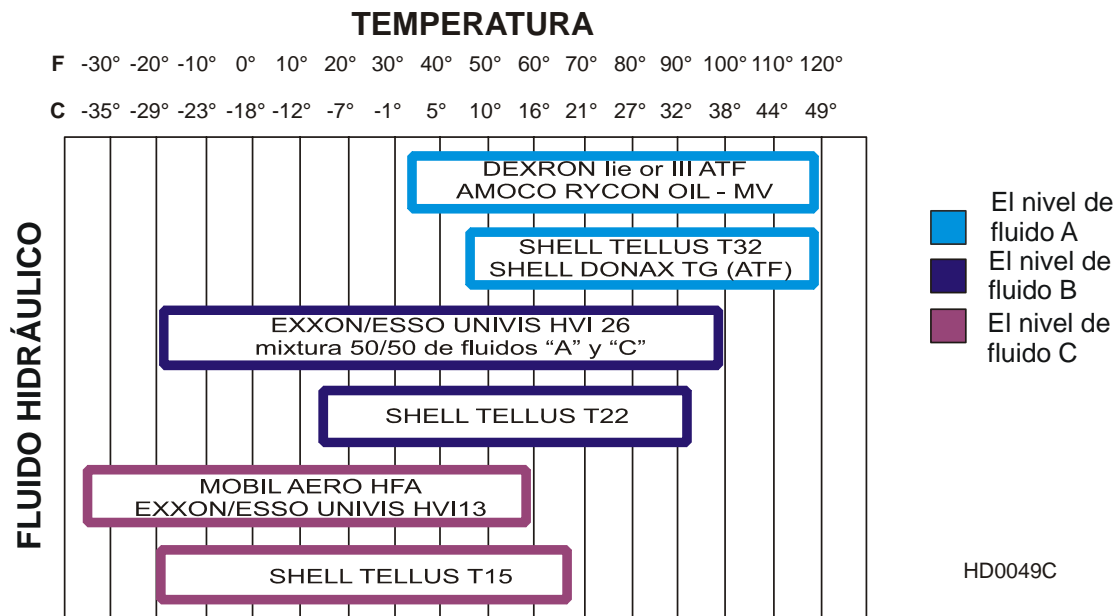 TEMPERATURA
F -30° -20° -10° 0° 10° 20° 30° 40° 50° 60° 70° 80° 90° 100° 110° 120°
C -35° -29° -23° -18° -12° -7° -1° 5° 10° 16° 21° 27° 32° 38° 44° 49°
FLUIDO HIDRÁULICO
DEXRON Iie or III ATF
AMOCO RYCON OIL - MV
SHELL TELLUS T32
SHELL DONAX TG (ATF)
EXXON/ESSO UNIVIS HVI 26
mixtura 50/50 de fluidos “A” y “C”
SHELL TELLUS T22
MOBIL AERO HFA
EXXON/ESSO UNIVIS HVI13
SHELL TELLUS T15
El nivel de
fluido A
El nivel de
fluido B
El nivel de
fluido C
HD0049C